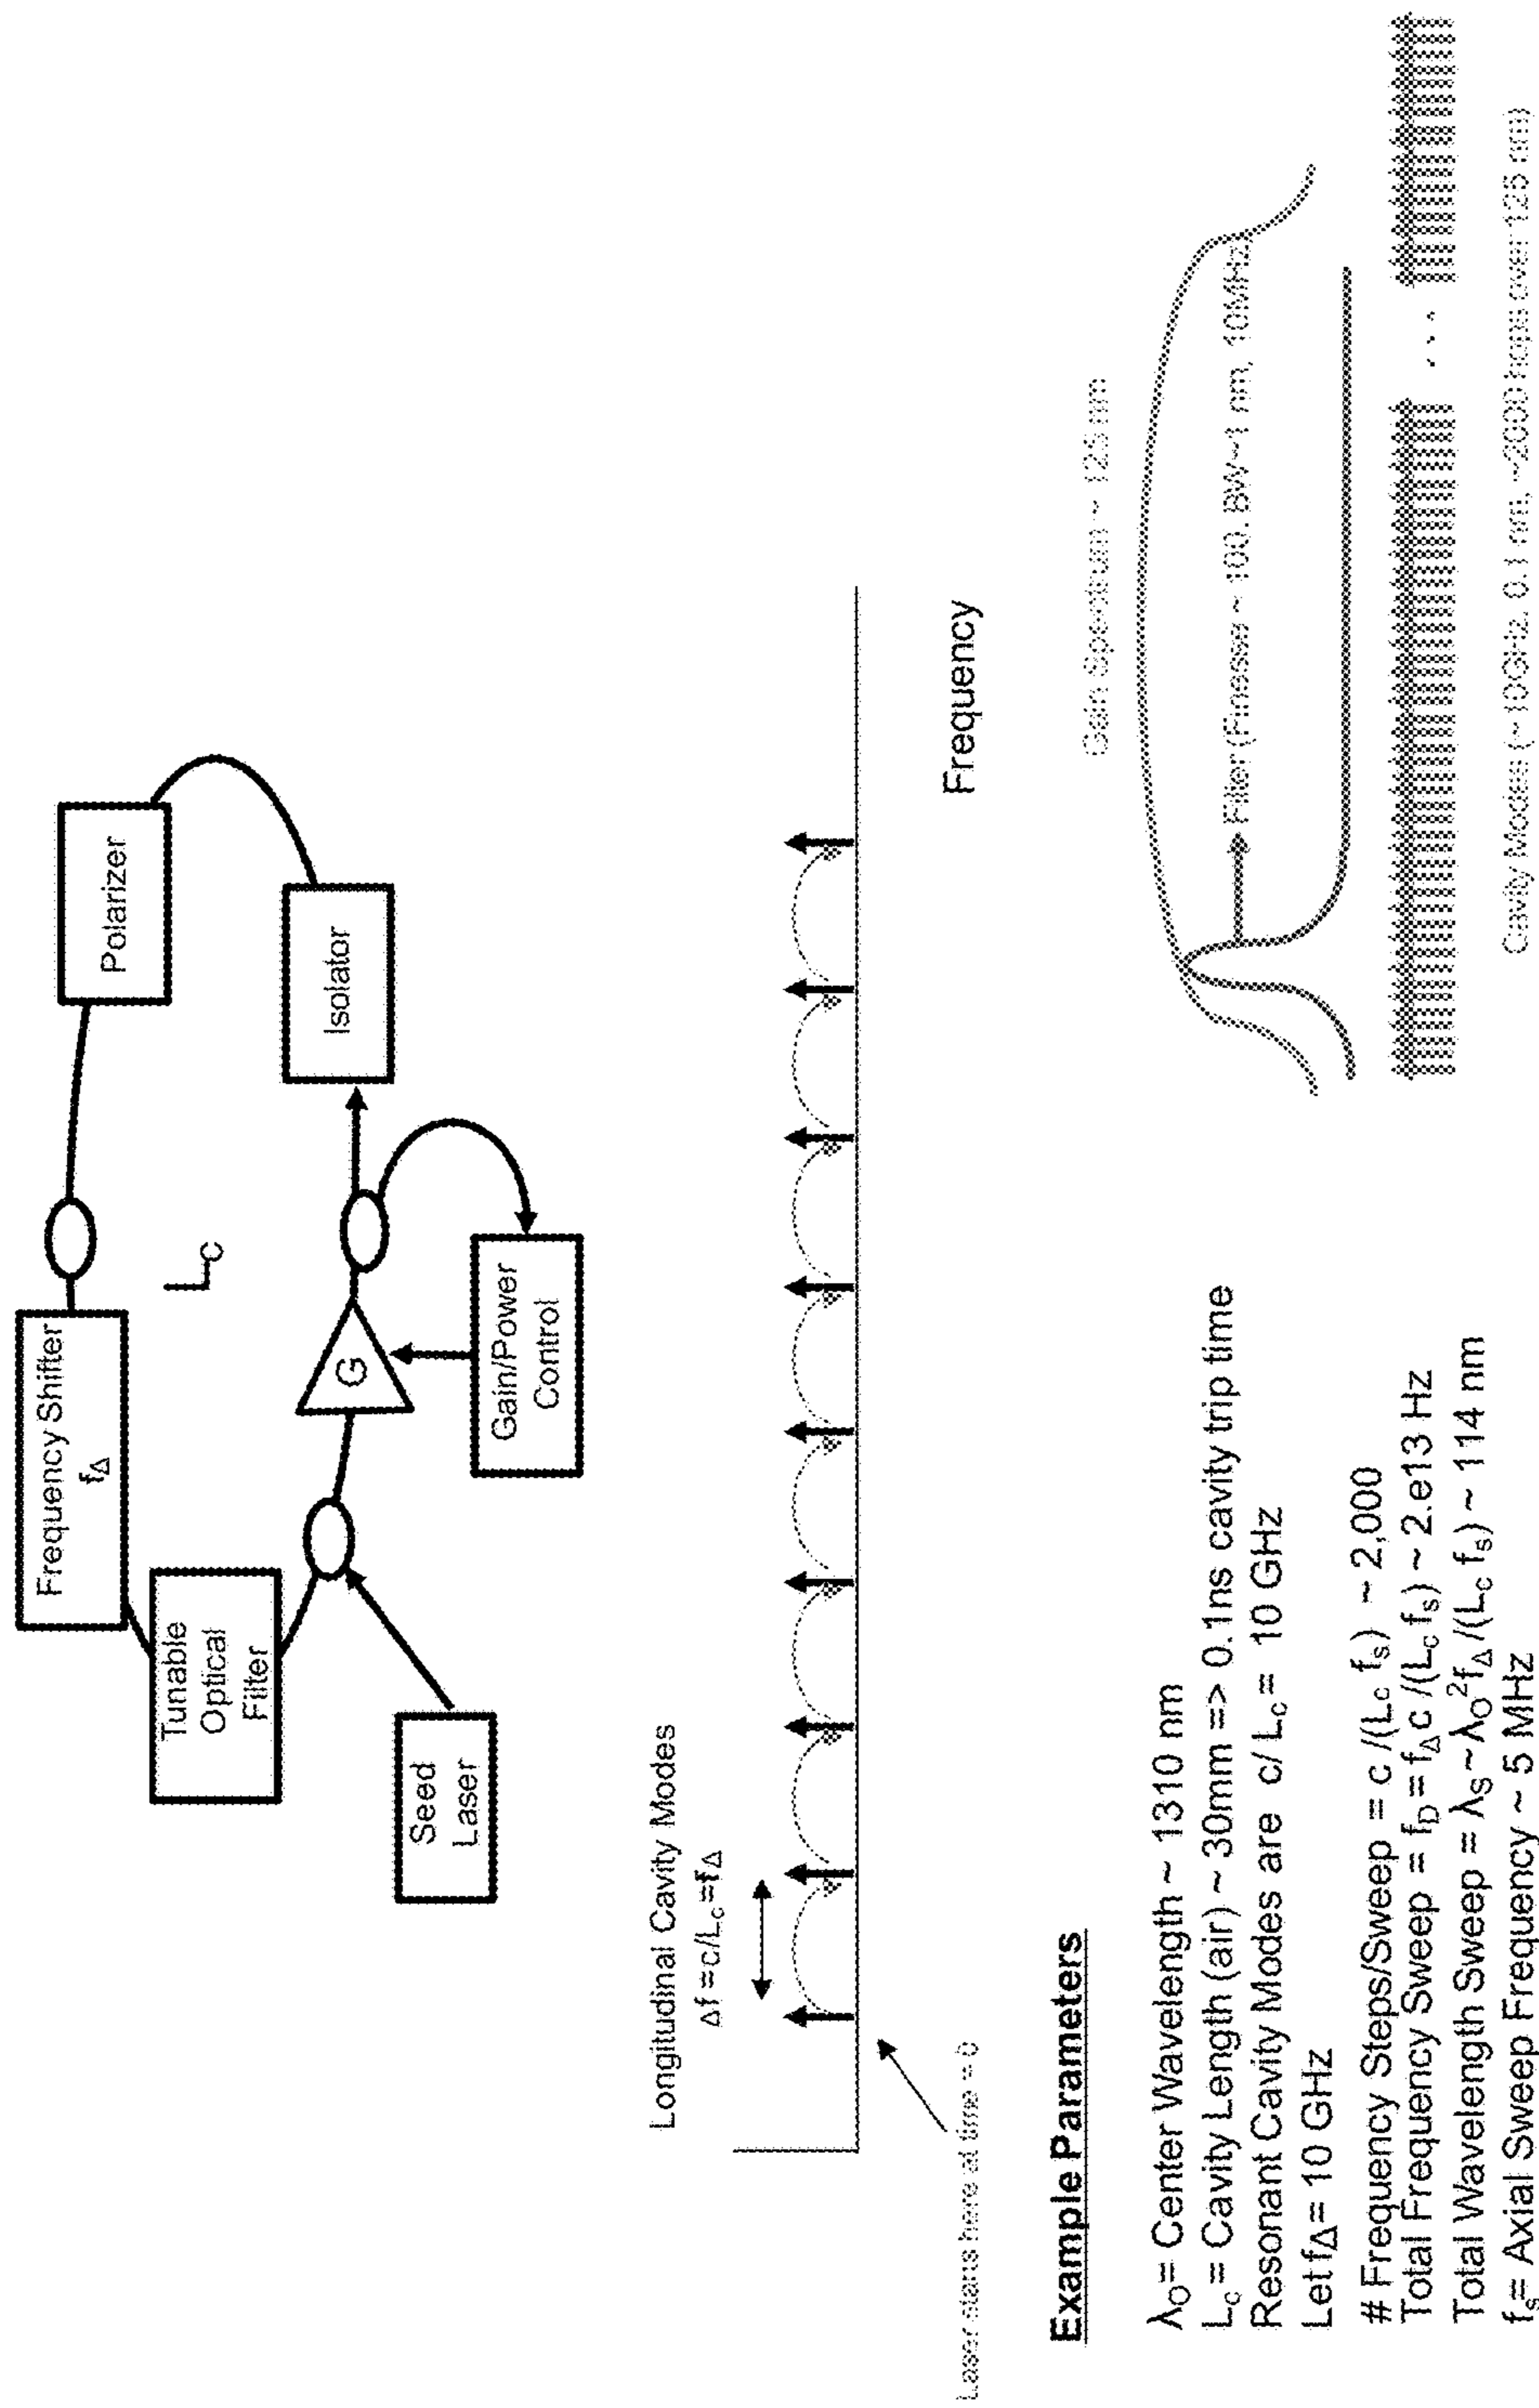 Frequency Shifter
fΔ
Polarizer
Tunable
Optical
Filter
L_C
Isolator
G
Seed
Laser
Gain/Power
Control
Longitudinal Cavity Modes
Δf =c/L_c=fΔ
Laser starts here at time = 0
Frequency
Example Parameters
λ_O= Center Wavelength ~ 1310 nm
L_c = Cavity Length (air) ~ 30mm => 0.1ns cavity trip time
Resonant Cavity Modes are c/ L_c = 10 GHz
Let fΔ= 10 GHz
# Frequency Steps/Sweep = c /(L_c f_s) ~ 2,000
Total Frequency Sweep = f_D = f_Δ c /(L_c f_s) ~ 2.e13 Hz
Total Wavelength Sweep = λ_S ~ λ_O² f_Δ /(L_c f_s) ~ 114 nm
f_s= Axial Sweep Frequency ~ 5 MHz
Gain Spectrum ~ 125 nm
Filter (Finesse ~ 100, BW~1 nm, 10MHz)
...
Cavity Modes (~10GHz, 0.1 nm, ~2000 hops over 125 nm)